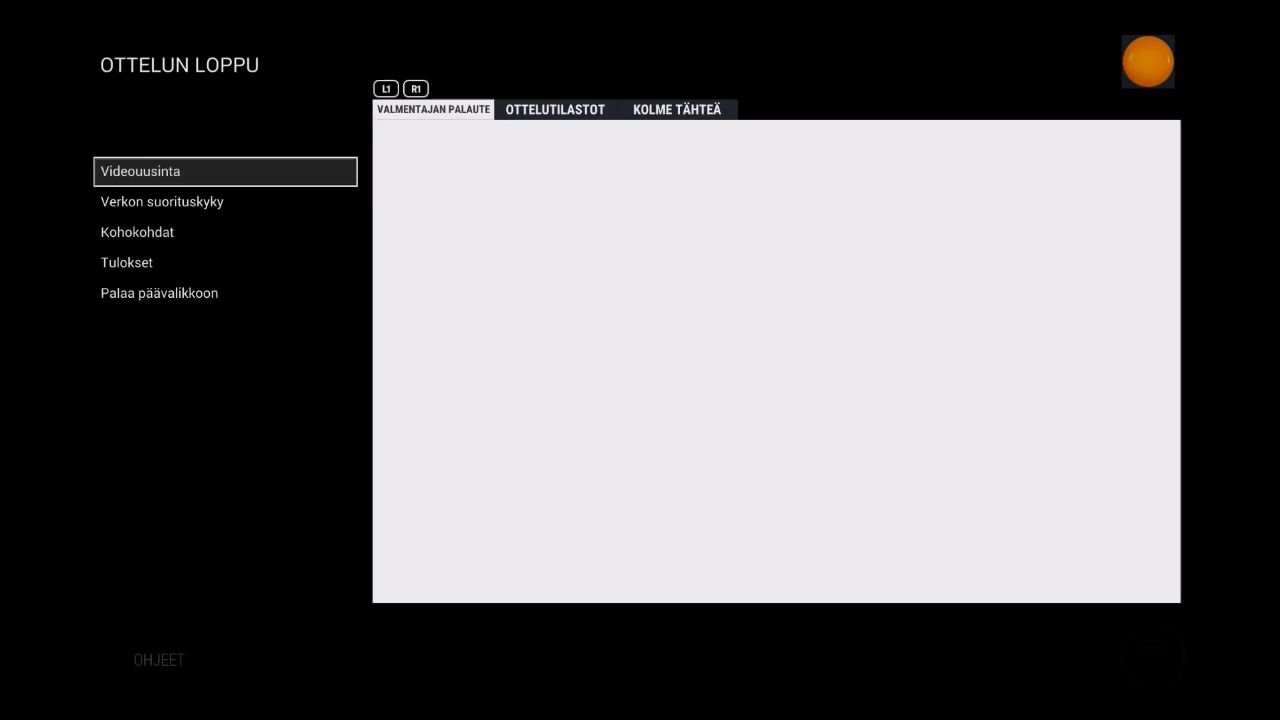 OTTELUN LOPPU
L1 R1
VALMENTAJAN PALAUTE OTTELUTILASTOT KOLME TÄHTEÄ
Videouusinta
Verkon suorituskyky
Kohokohdat
Tulokset
Palaa päävalikkoon
OHJEET